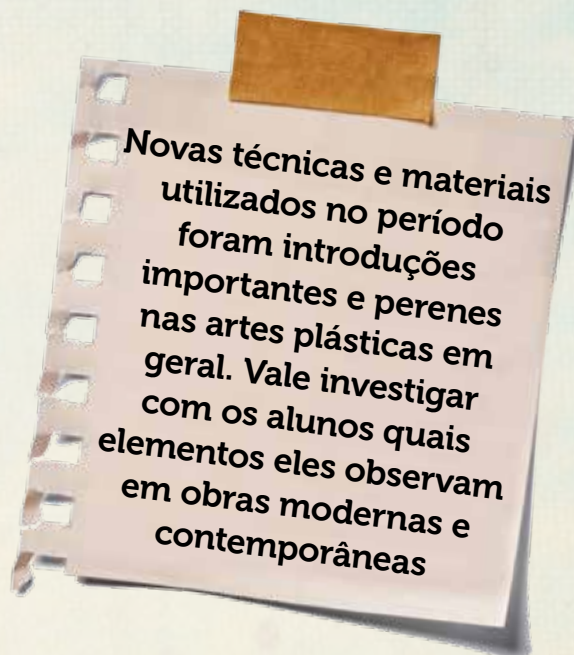 Novas técnicas e materiais
utilizados no período
foram introduções
importantes e perenes
nas artes plásticas em
geral. Vale investigar
com os alunos quais
elementos eles observam
em obras modernas e
contemporâneas